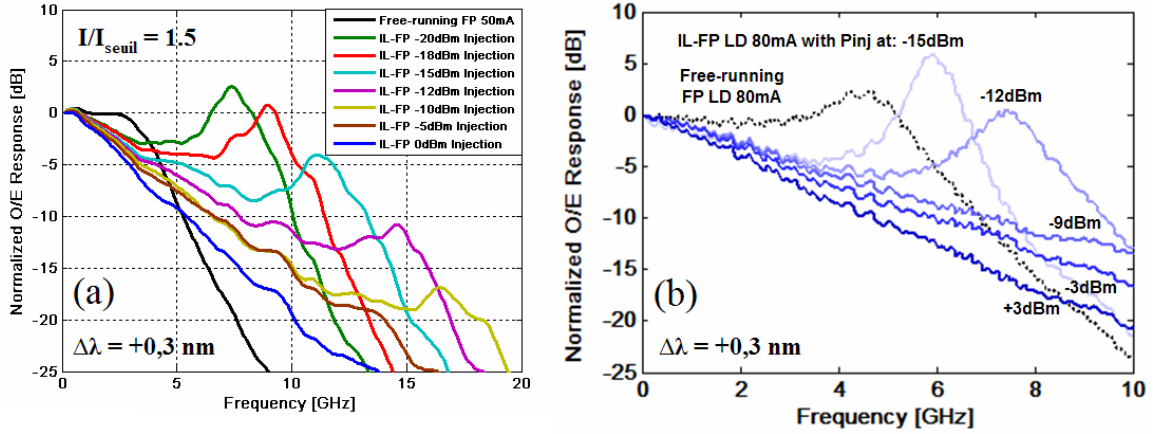 I/Iseuil = 1.5
Free-running FP 50mA
IL-FP -20dBm Injection
IL-FP -18dBm Injection
IL-FP -15dBm Injection
IL-FP -12dBm Injection
IL-FP -10dBm Injection
IL-FP -5dBm Injection
IL-FP 0dBm Injection
Normalized O/E Response [dB]
10
5
0
-5
-10
-15
-20
-25
(a)
Δλ = +0,3 nm
0
5
10
15
20
Frequency [GHz]
IL-FP LD 80mA with Pinj at: -15dBm
Free-running
FP LD 80mA
-12dBm
-9dBm
-3dBm
+3dBm
Normalized O/E Response [dB]
10
5
0
-5
-10
-15
-20
-25
(b)
Δλ = +0,3 nm
0
2
4
6
8
10
Frequency [GHz]